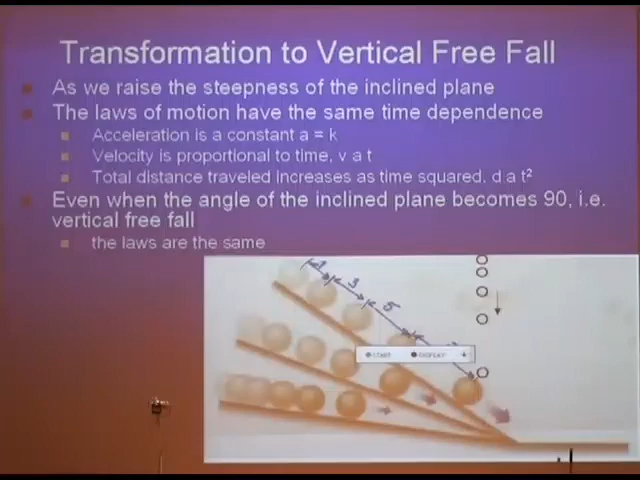 Transformation to Vertical Free Fall
As we raise the steepness of the inclined plane
The laws of motion have the same time dependence
Acceleration is a constant a = k
Velocity is proportional to time, v a t
Total distance traveled increases as time squared. d a t²
Even when the angle of the inclined plane becomes 90, i.e.
vertical free fall
the laws are the same
3
5
START DISPLAY